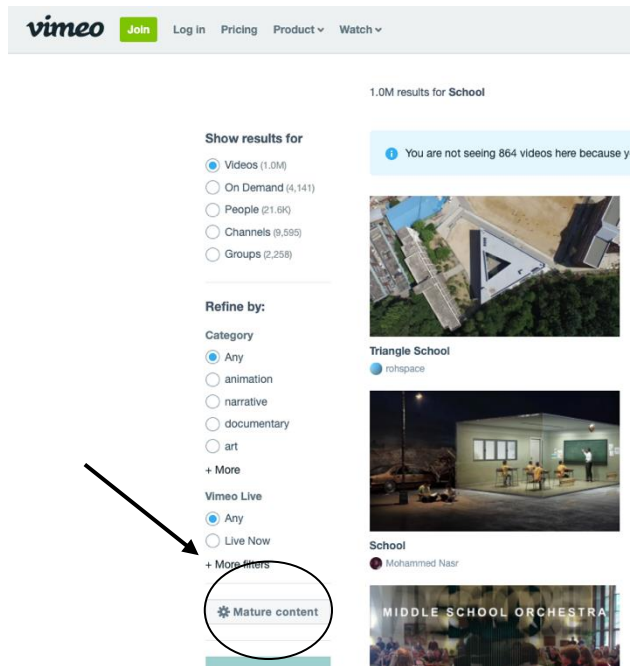 vimeo Join Log in Pricing Product Watch
1.0M results for School
Show results for
Videos (1.0M)
On Demand (4,141)
People (21.6K)
Channels (9,595)
Groups (2,258)
You are not seeing 864 videos here because y
Refine by:
Category
Any
animation
narrative
documentary
art
+ More
Vimeo Live
Any
Live Now
+ More filters
Mature content
Triangle School
rohspace
School
Mohammed Nasr
MIDDLE SCHOOL ORCHESTRA